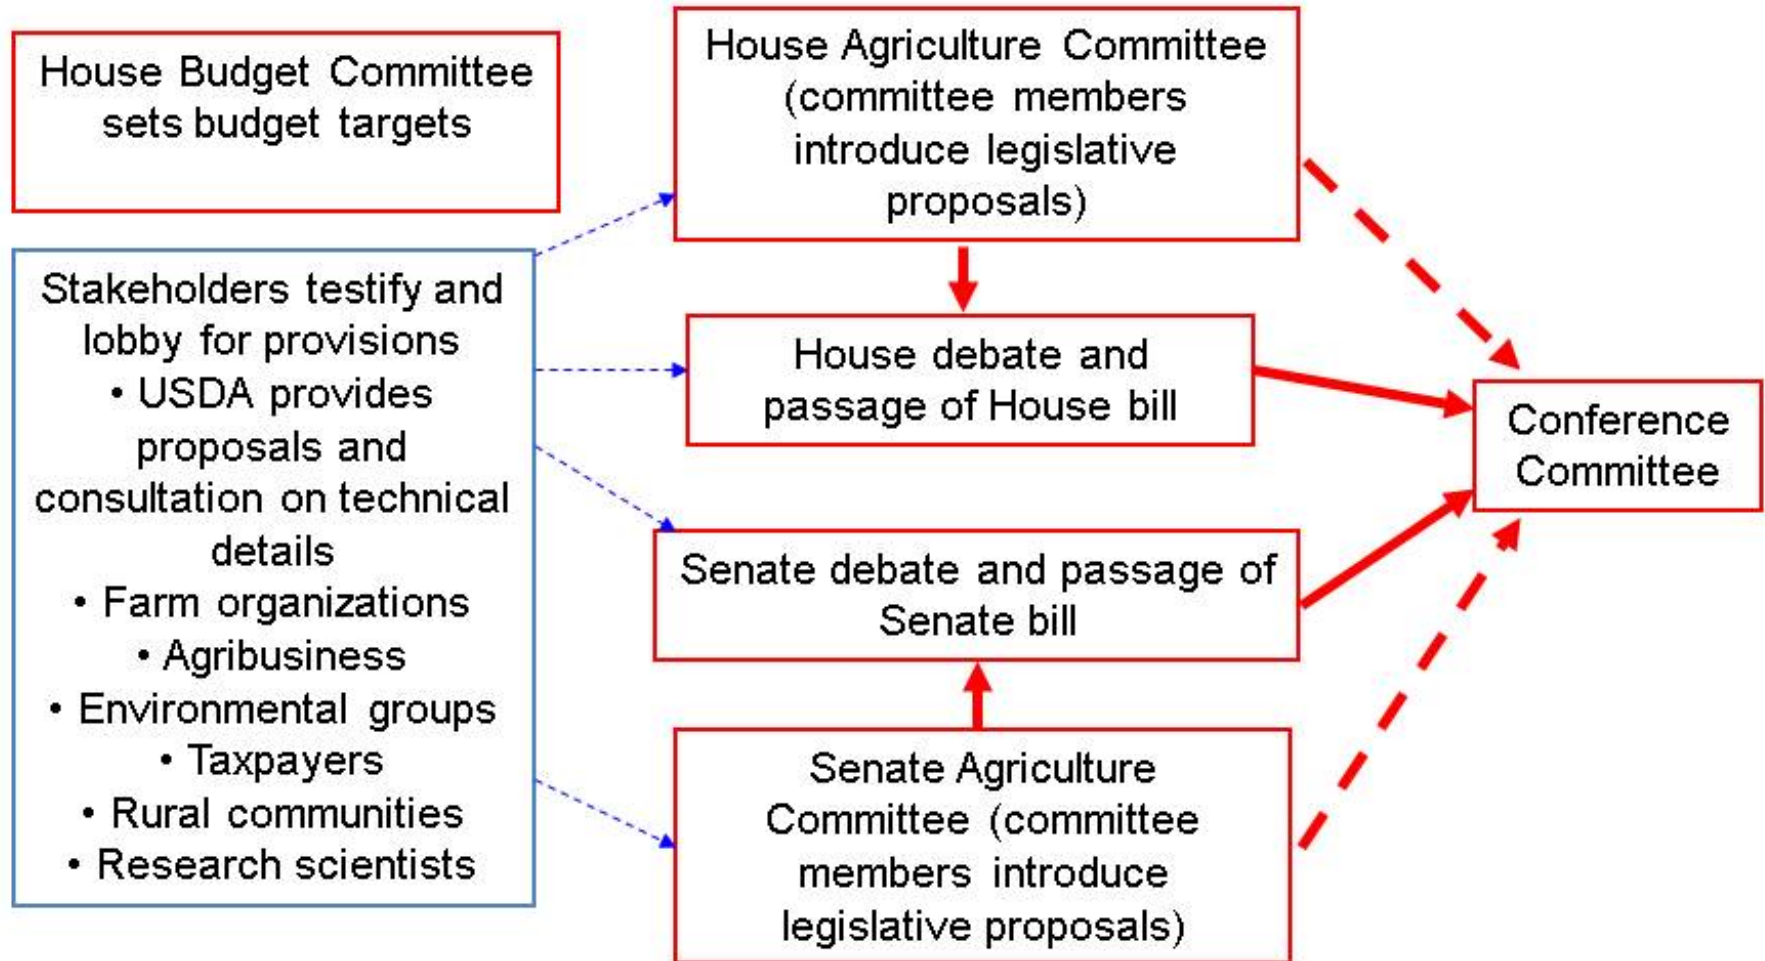 House Budget Committee
sets budget targets
Stakeholders testify and
lobby for provisions
• USDA provides
proposals and
consultation on technical
details
• Farm organizations
• Agribusiness
• Environmental groups
• Taxpayers
• Rural communities
• Research scientists
House Agriculture Committee
(committee members
introduce legislative
proposals)
House debate and
passage of House bill
Senate debate and passage of
Senate bill
Senate Agriculture
Committee (committee
members introduce
legislative proposals)
Conference
Committee